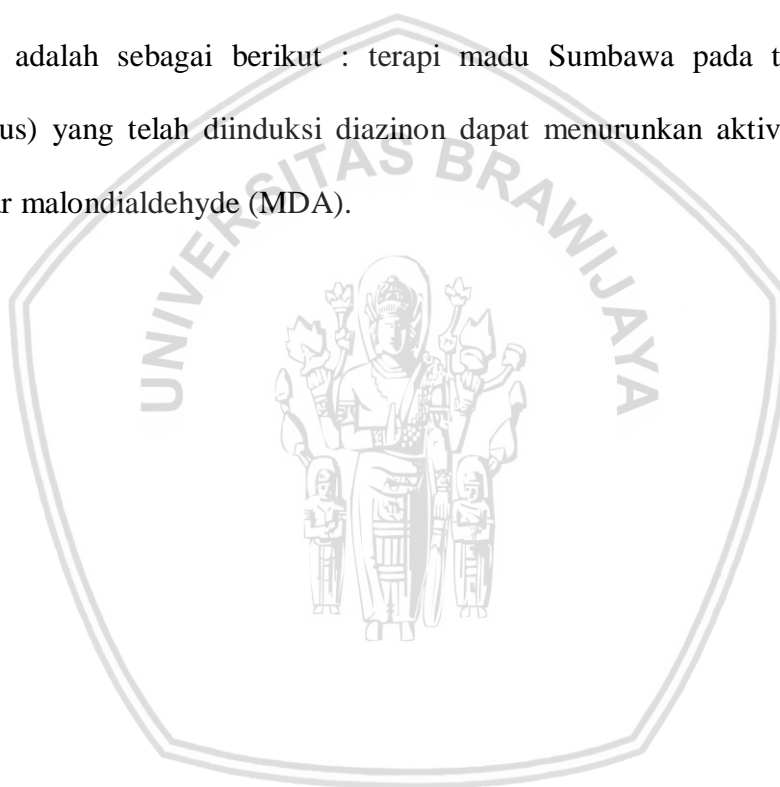 adalah sebagai berikut : terapi madu Sumbawa pada t
us) yang telah diinduksi diazinon dapat menurunkan aktiv
r malondialdehyde (MDA).
UNIVERSITAS BRAWIJAYA